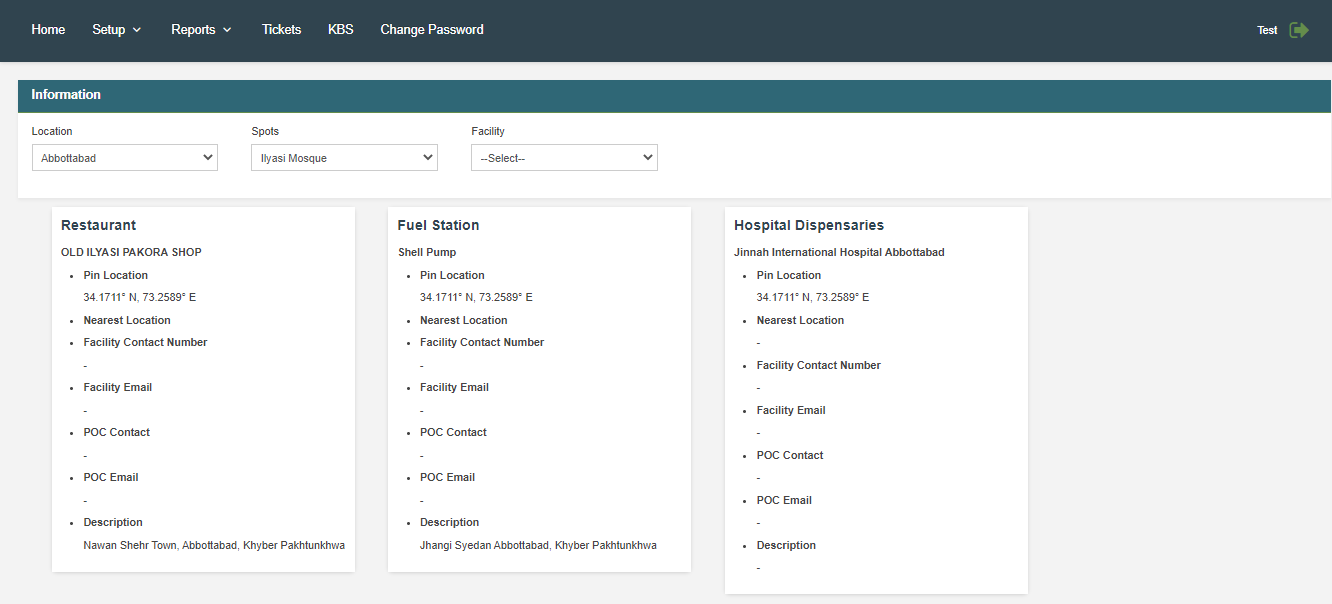 Home Setup Reports Tickets KBS Change Password Test
Information
Location Spots Facility
Abbottabad Ilyasi Mosque --Select--
Restaurant
OLD ILYASI PAKORA SHOP
• Pin Location
34.1711° N, 73.2589° E
• Nearest Location
• Facility Contact Number
-
• Facility Email
-
• POC Contact
-
• POC Email
-
• Description
Nawan Shehr Town, Abbottabad, Khyber Pakhtunkhwa
Fuel Station
Shell Pump
• Pin Location
34.1711° N, 73.2589° E
• Nearest Location
• Facility Contact Number
-
• Facility Email
-
• POC Contact
-
• POC Email
-
• Description
Jhangi Syedan Abbottabad, Khyber Pakhtunkhwa
Hospital Dispensaries
Jinnah International Hospital Abbottabad
• Pin Location
34.1711° N, 73.2589° E
• Nearest Location
-
• Facility Contact Number
-
• Facility Email
-
• POC Contact
-
• POC Email
-
• Description
-